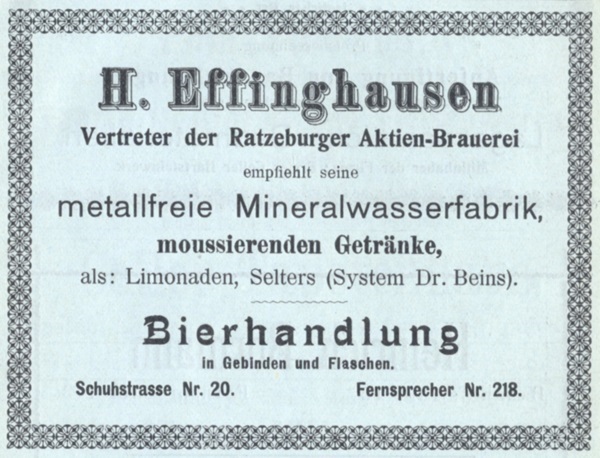 H. Effinghausen
Vertreter der Ratzeburger Aktien-Brauerei
empfiehlt seine
metallfreie Mineralwasserfabrik,
moussierenden Getränke,
als: Limonaden, Selters (System Dr. Beins).
Bierhandlung
in Gebinden und Flaschen.
Schuhstrasse Nr. 20. Fernsprecher Nr. 218.